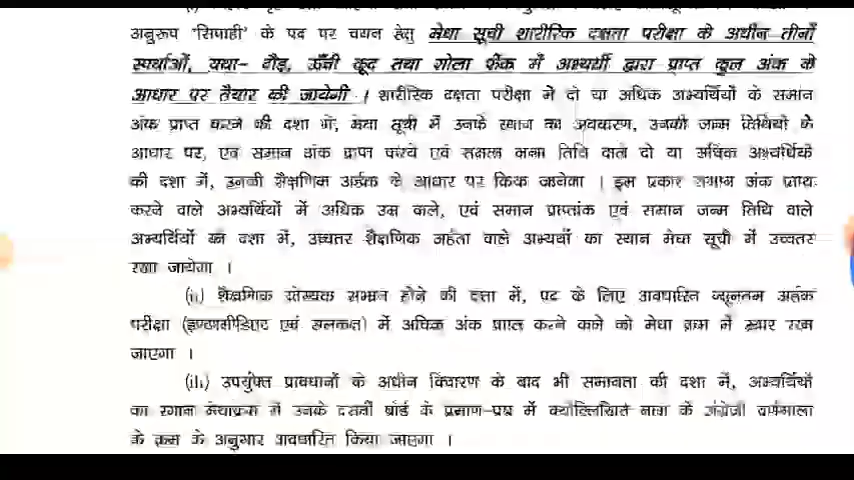 अनुरूप "सिपाही" के पद पर चयन हेतु मेधा सूची शारीरिक दक्षता परीक्षा के अधीन तीनों
स्पर्धाओं, यथा- दौड़, ऊँची कूद तथा गोला फेंक में अभ्यर्थी द्वारा प्राप्त कुल अंक के
आधार पर तैयार की जायेगी । शारीरिक दक्षता परीक्षा में दो या अधिक अभ्यर्थियों के समान
अंक प्राप्त करने की दशा में, मेधा सूची में उनके स्थान का अवधारण, उनकी जन्म तिथियों के
आधार पर, एवं समान अंक प्राप्त करने एवं समान जन्म तिथि वाले दो या अधिक अभ्यर्थियों
की दशा में, उनकी शैक्षणिक अर्हता के आधार पर किया जायेगा । इस प्रकार समान अंक प्राप्त
करने वाले अभ्यर्थियों में अधिक उम्र वाले, एवं समान प्राप्तांक एवं समान जन्म तिथि वाले
अभ्यर्थियों की दशा में, उच्चतर शैक्षणिक अर्हता वाले अभ्यर्थी का स्थान मेधा सूची में उच्चतर
रखा जायेगा ।
(ii) शैक्षणिक योग्यता समान होने की दशा में, पद के लिए अवधारित न्यूनतम अर्हक
परीक्षा (इण्टरमीडिएट एवं समकक्ष) में अधिक अंक प्राप्त करने वाले को मेधा क्रम में ऊपर रखा
जाएगा ।
(iii) उपर्युक्त प्रावधानों के अधीन निर्धारण के बाद भी समानता की दशा में, अभ्यर्थियों
का स्थान मेधाक्रम में उनके दसवीं बोर्ड के प्रमाण-पत्र में नाम के अंग्रेजी वर्णमाला
के क्रम के अनुसार अवधारित किया जाएगा ।